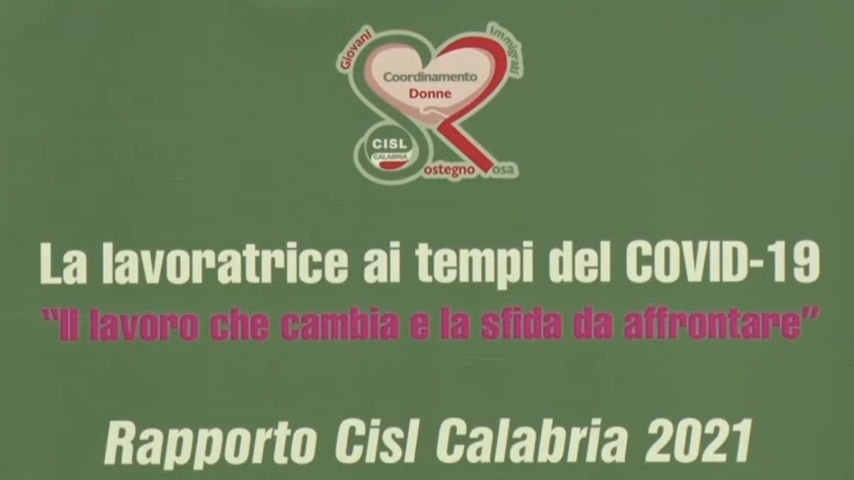 Giovani
Immigrati
Coordinamento
Donne
CISL
CALABRIA
Sostegno Rosa
La lavoratrice ai tempi del COVID-19
"Il lavoro che cambia e la sfida da affrontare"
Rapporto Cisl Calabria 2021